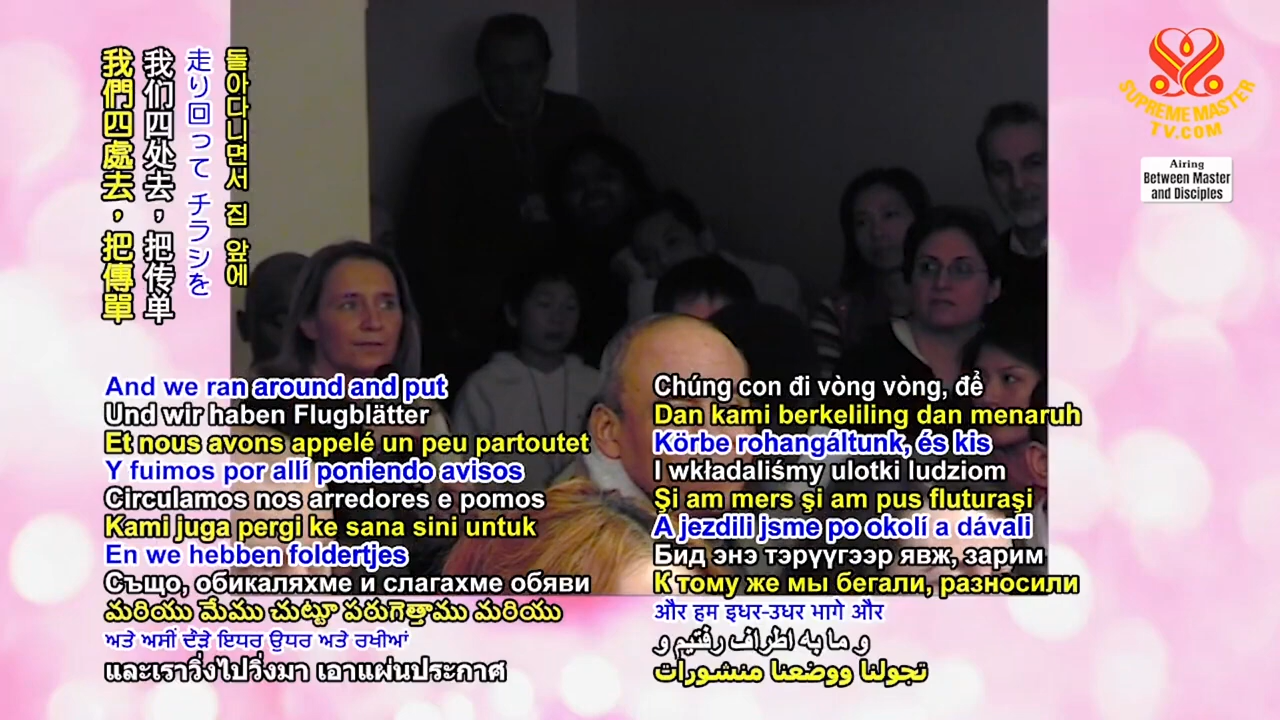 我們四處去，把傳單
我们四处去，把传单
走り回って チラシを
돌아다니면서 집 앞에
SUPREME MASTER
TV.COM
Airing
Between Master
and Disciples
And we ran around and put
Und wir haben Flugblätter
Et nous avons appelé un peu partoutet
Y fuimos por allí poniendo avisos
Circulamos nos arredores e pomos
Kami juga pergi ke sana sini untuk
En we hebben foldertjes
Също, обикаляхме и слагахме обяви
మరియు మేము చుట్టూ పరుగెత్తాము మరియు
ਅਤੇ ਅਸੀਂ ਦੌੜੇ ਇਧਰ ਉਧਰ ਅਤੇ ਰਖੀਆਂ
และเราวิ่งไปวิ่งมา เอาแผ่นประกาศ
Chúng con đi vòng vòng, để
Dan kami berkeliling dan menaruh
Körbe rohangáltunk, és kis
I wkładaliśmy ulotki ludziom
Şi am mers şi am pus fluturaşi
A jezdili jsme po okolí a dávali
Бид энэ тэрүүгээр явж, зарим
К тому же мы бегали, разносили
और हम इधर-उधर भागे और
و ما به اطراف رفتیم و
تجولنا ووضعنا منشورات